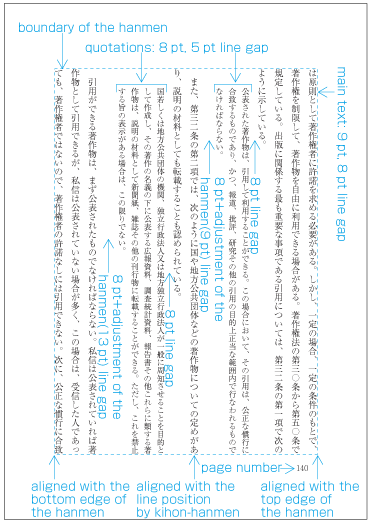 boundary of the hanmen
quotations: 8 pt, 5 pt line gap
main text: 9 pt, 8 pt line gap
は原則として著作権者に許諾を求める必要がある。しかし、一定の場合、一定の条件のもとで、
著作権を制限して、著作物を自由に利用できる場合がある。著作権法の第三〇条から第五〇条で
規定している。出版に関係する最も重要な事項である引用については、第三二条の第一項で次の
ように示している。
公表された著作物は、引用して利用することができる。この場合において、その引用は、公正な慣行に
合致するものであり、かつ、報道、批評、研究その他の引用の目的上正当な範囲内で行なわれるもので
なければならない。
また、第三二条の第二項では、次のように国や地方公共団体などの著作物についての定めがあ
り、説明の材料としても転載することも認められている。
国若しくは地方公共団体の機関、独立行政法人又は地方独立行政法人が一般に周知させることを目的と
して作成し、その著作の名義の下に公表する広報資料、調査統計資料、報告書その他これらに類する著
作物は、説明の材料として新聞紙、雑誌その他の刊行物に転載することができる。ただし、これを禁止
する旨の表示がある場合は、この限りでない。
引用ができる著作物は、まず公表されたものでなければならない。私信は公表されていれば著
作物として引用できるが、私信は公表されていない場合が多く、この場合は、受信した人であっ
ても、著作権者ではないので、著作権者の許諾なしには引用できない。次に、公正な慣行に合致
8 pt line gap
8 pt+adjustment of the
hanmen(9 pt) line gap
8 pt line gap
8 pt+adjustment of the
hanmen(13 pt) line gap
page number
140
aligned with the
bottom edge of
the hanmen
aligned with the
line position
by kihon-hanmen
aligned with the
top edge of
the hanmen